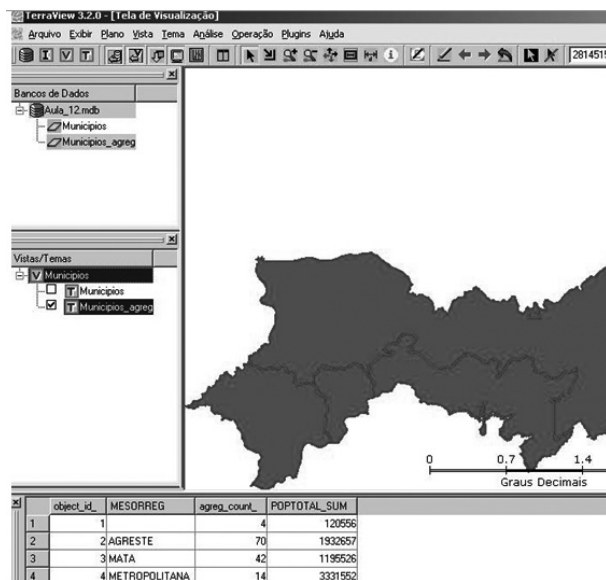 TerraView 3.2.0 - [Tela de Visualização]
Arquivo Exibir Plano Vista Tema Análise Operação Plugins Ajuda
2814515
Bancos de Dados
Aula_12.mdb
Municipios
Municipios_agreg
Vistas/Temas
Municipios
Municipios
Municipios_agreg
0 0.7 1.4
Graus Decimais
object_id_ MESORREG agreg_count_ POPTOTAL_SUM
1 1 4 120556
2 2 AGRESTE 70 1932657
3 3 MATA 42 1195526
4 4 METROPOLITANA 14 3331552